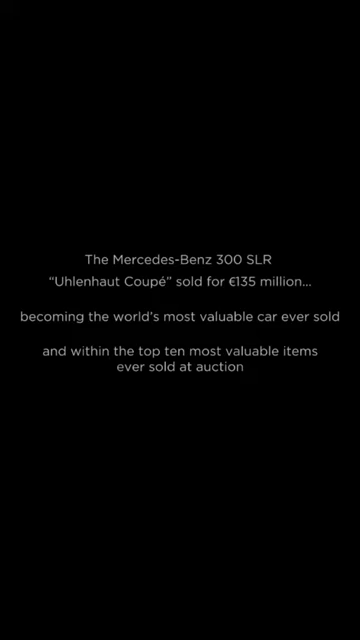 The Mercedes-Benz 300 SLR
“Uhlenhaut Coupé” sold for €135 million...
becoming the world's most valuable car ever sold
and within the top ten most valuable items
ever sold at auction